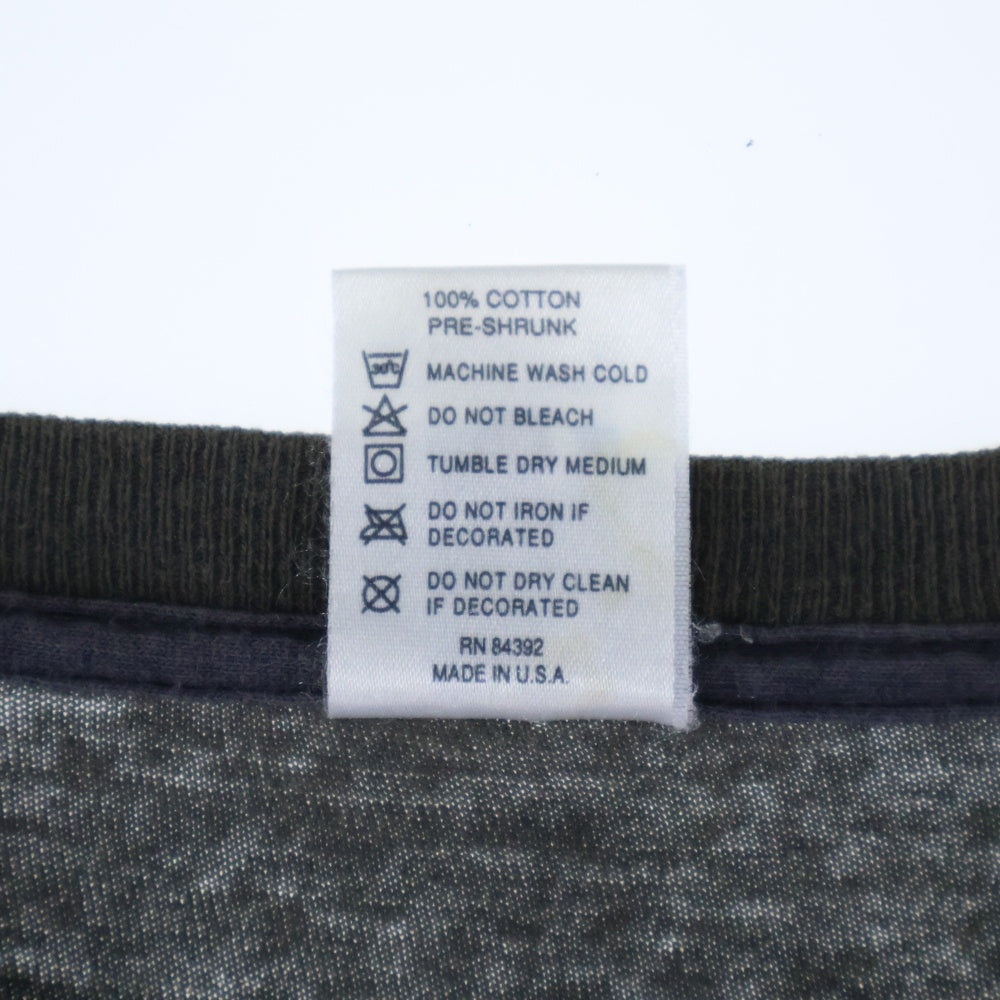 100% COTTON
PRE-SHRUNK
30°C MACHINE WASH COLD
DO NOT BLEACH
TUMBLE DRY MEDIUM
DO NOT IRON IF
DECORATED
DO NOT DRY CLEAN
IF DECORATED
RN 84392
MADE IN U.S.A.